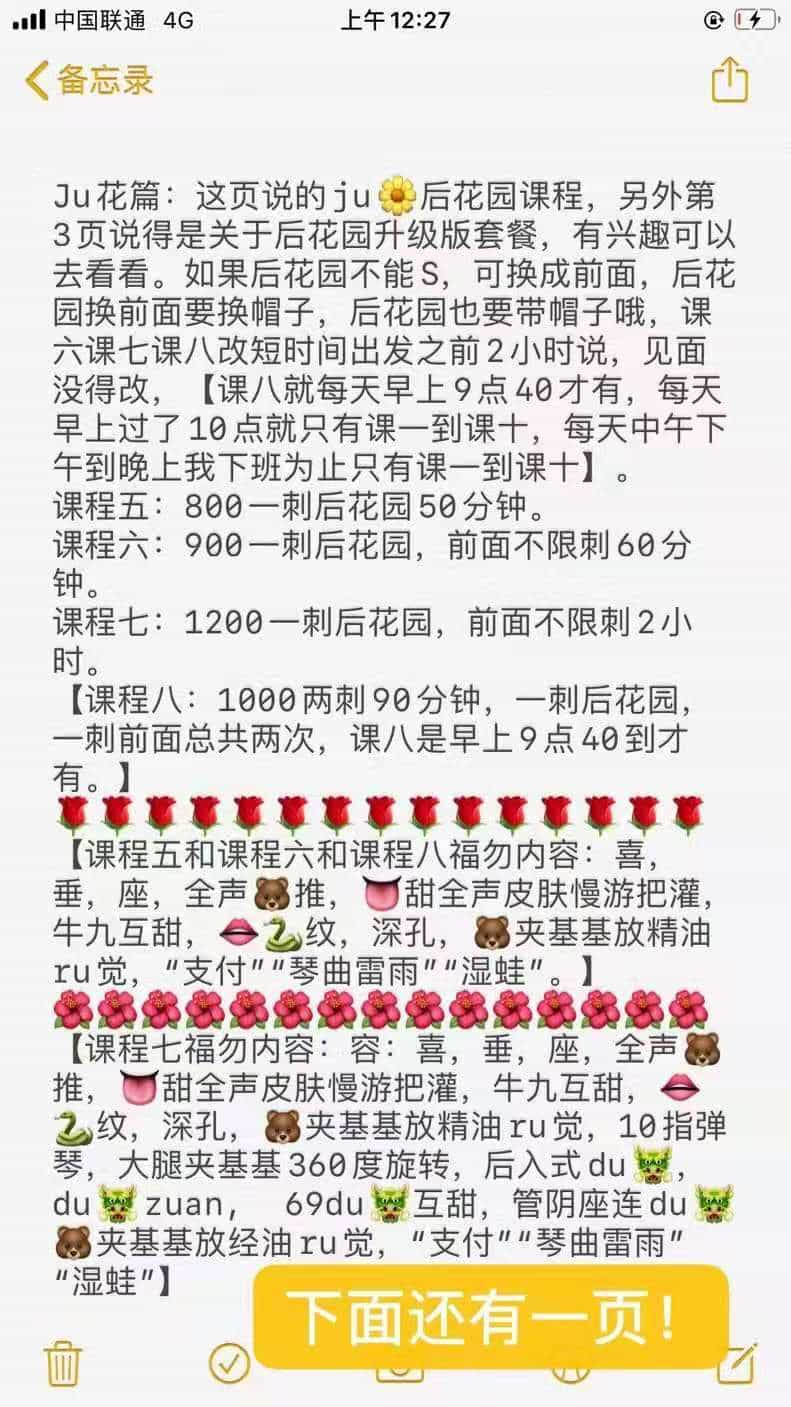 中国联通 4G 上午12:27
备忘录
Ju花篇：这页说的ju🌼后花园课程，另外第
3页说得是关于后花园升级版套餐，有兴趣可以
去看看。如果后花园不能S，可换成前面，后花
园换前面要换帽子，后花园也要带帽子哦，课
六课七课八改短时间出发之前2小时说，见面
没得改，【课八就每天早上9点40才有，每天
早上过了10点就只有课一到课十，每天中午下
午到晚上我下班为止只有课一到课十】。
课程五：800一刺后花园50分钟。
课程六：900一刺后花园，前面不限刺60分
钟。
课程七：1200一刺后花园，前面不限刺2小
时。
【课程八：1000两刺90分钟，一刺后花园，
一刺前面总共两次，课八是早上9点40到才
有。】
🌹🌹🌹🌹🌹🌹🌹🌹🌹🌹🌹🌹🌹🌹🌹
【课程五和课程六和课程八福勿内容：喜，
垂，座，全声🐻推，👅甜全声皮肤慢游把灌，
牛九互甜，👄🐍纹，深孔，🐻夹基基放精油
ru觉，“支付”“琴曲雷雨”“湿蛙”。】
🌺🌺🌺🌺🌺🌺🌺🌺🌺🌺🌺🌺🌺🌺🌺
【课程七福勿内容：容：喜，垂，座，全声🐻
推，👅甜全声皮肤慢游把灌，牛九互甜，👄
🐍纹，深孔，🐻夹基基放精油ru觉，10指弹
琴，大腿夹基基360度旋转，后入式du🐲，
du🐲zuan， 69du🐲互甜，管阴座连du🐲
🐻夹基基放经油ru觉，“支付”“琴曲雷雨”
“湿蛙”】
下面还有一页！